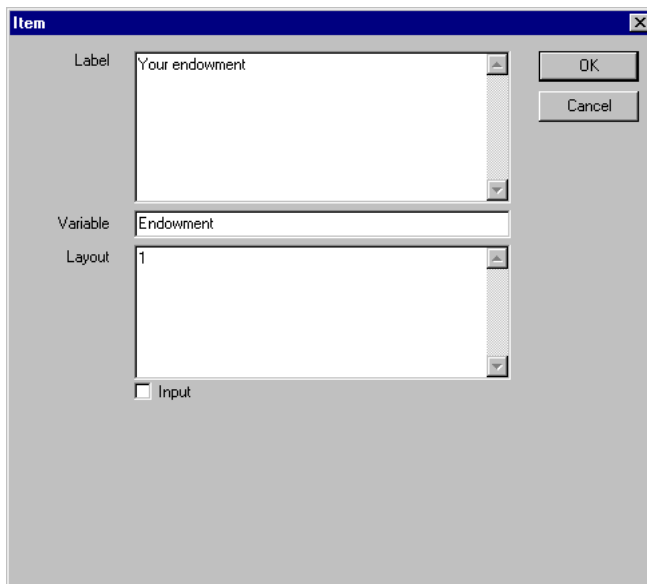 Item
Label
Your endowment
OK
Cancel
Variable
Endowment
Layout
1
Input